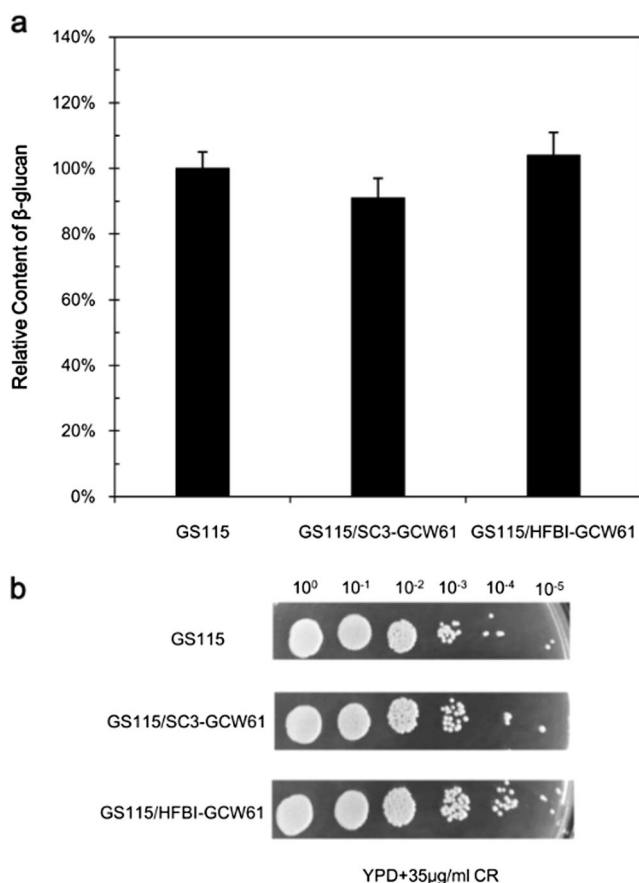 a
140%
120%
100%
80%
60%
40%
20%
0%
Relative Content of β-glucan
GS115 GS115/SC3-GCW61 GS115/HFBI-GCW61
b
10⁰ 10⁻¹ 10⁻² 10⁻³ 10⁻⁴ 10⁻⁵
GS115
GS115/SC3-GCW61
GS115/HFBI-GCW61
YPD+35μg/ml CR